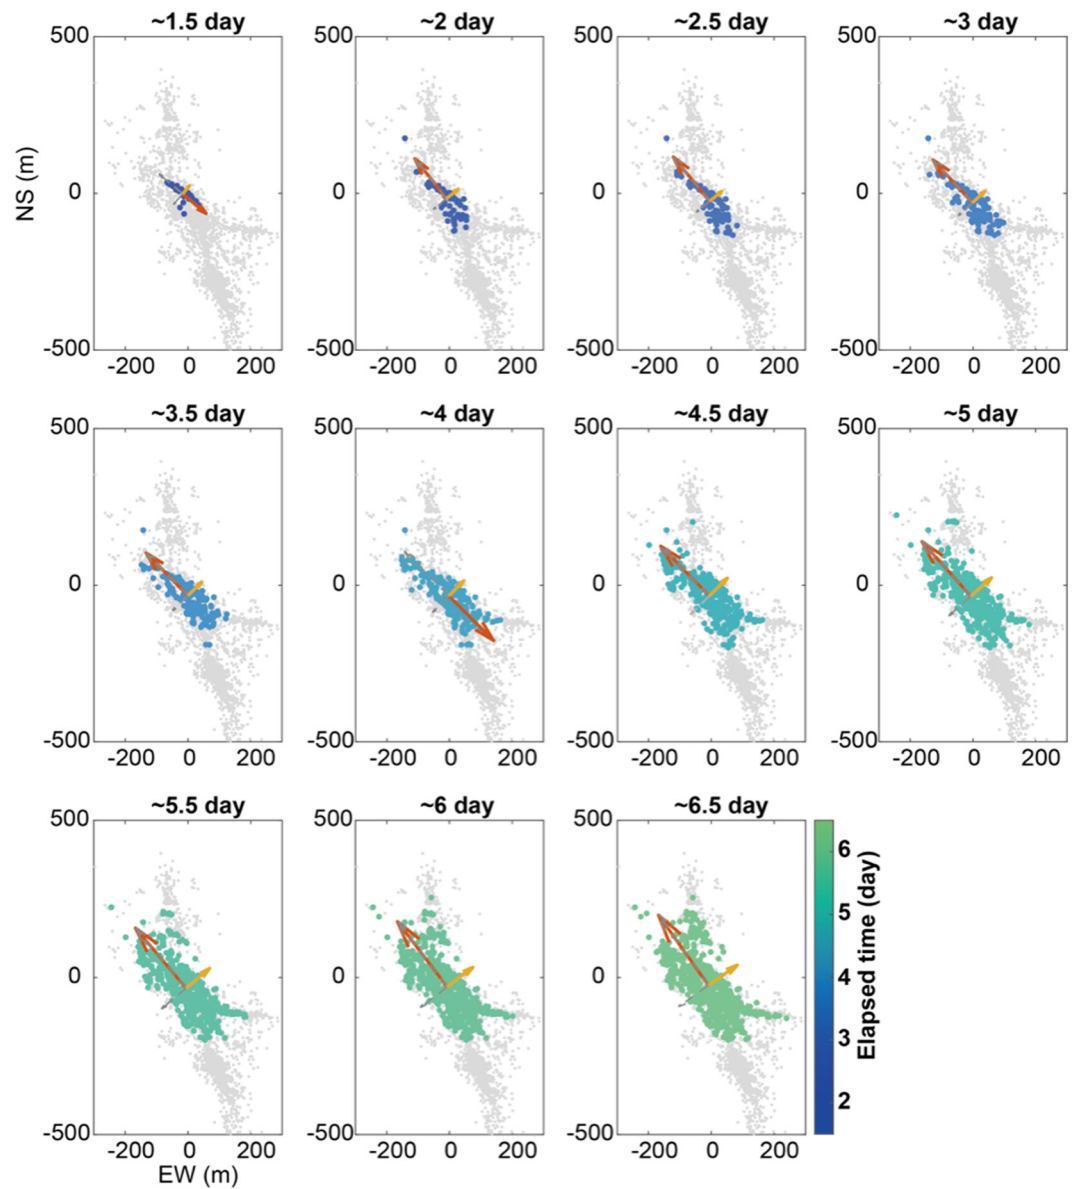 ~1.5 day ~2 day ~2.5 day ~3 day
500 500 500 500
NS (m)
0 0 0 0
-500 -500 -500 -500
-200 0 200 -200 0 200 -200 0 200 -200 0 200
~3.5 day ~4 day ~4.5 day ~5 day
500 500 500 500
0 0 0 0
-500 -500 -500 -500
-200 0 200 -200 0 200 -200 0 200 -200 0 200
~5.5 day ~6 day ~6.5 day
500 500 500
6
5
0 0 0
4
3
2
Elapsed time (day)
-500 -500 -500
-200 0 200 -200 0 200 -200 0 200
EW (m)